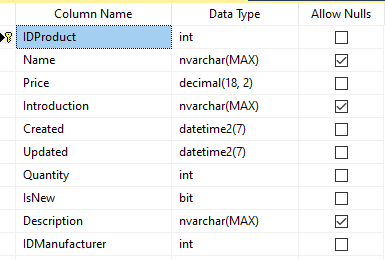 Column Name Data Type Allow Nulls
IDProduct int
Name nvarchar(MAX)
Price decimal(18, 2)
Introduction nvarchar(MAX)
Created datetime2(7)
Updated datetime2(7)
Quantity int
IsNew bit
Description nvarchar(MAX)
IDManufacturer int